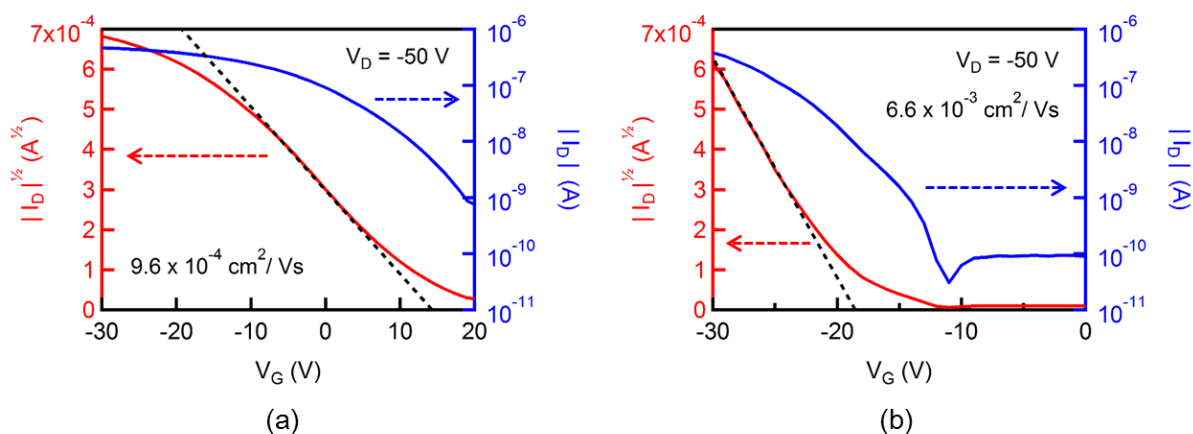 7x10⁻⁴
6
5
4
3
2
1
0
| I_D |^½ (A^½)
V_D = -50 V
9.6 x 10⁻⁴ cm²/ Vs
10⁻⁶
10⁻⁷
10⁻⁸
10⁻⁹
10⁻¹⁰
10⁻¹¹
| I_D | (A)
-30 -20 -10 0 10 20
V_G (V)
(a)
7x10⁻⁴
6
5
4
3
2
1
0
| I_D |^½ (A^½)
V_D = -50 V
6.6 x 10⁻³ cm²/ Vs
10⁻⁶
10⁻⁷
10⁻⁸
10⁻⁹
10⁻¹⁰
10⁻¹¹
| I_D | (A)
-30 -20 -10 0
V_G (V)
(b)